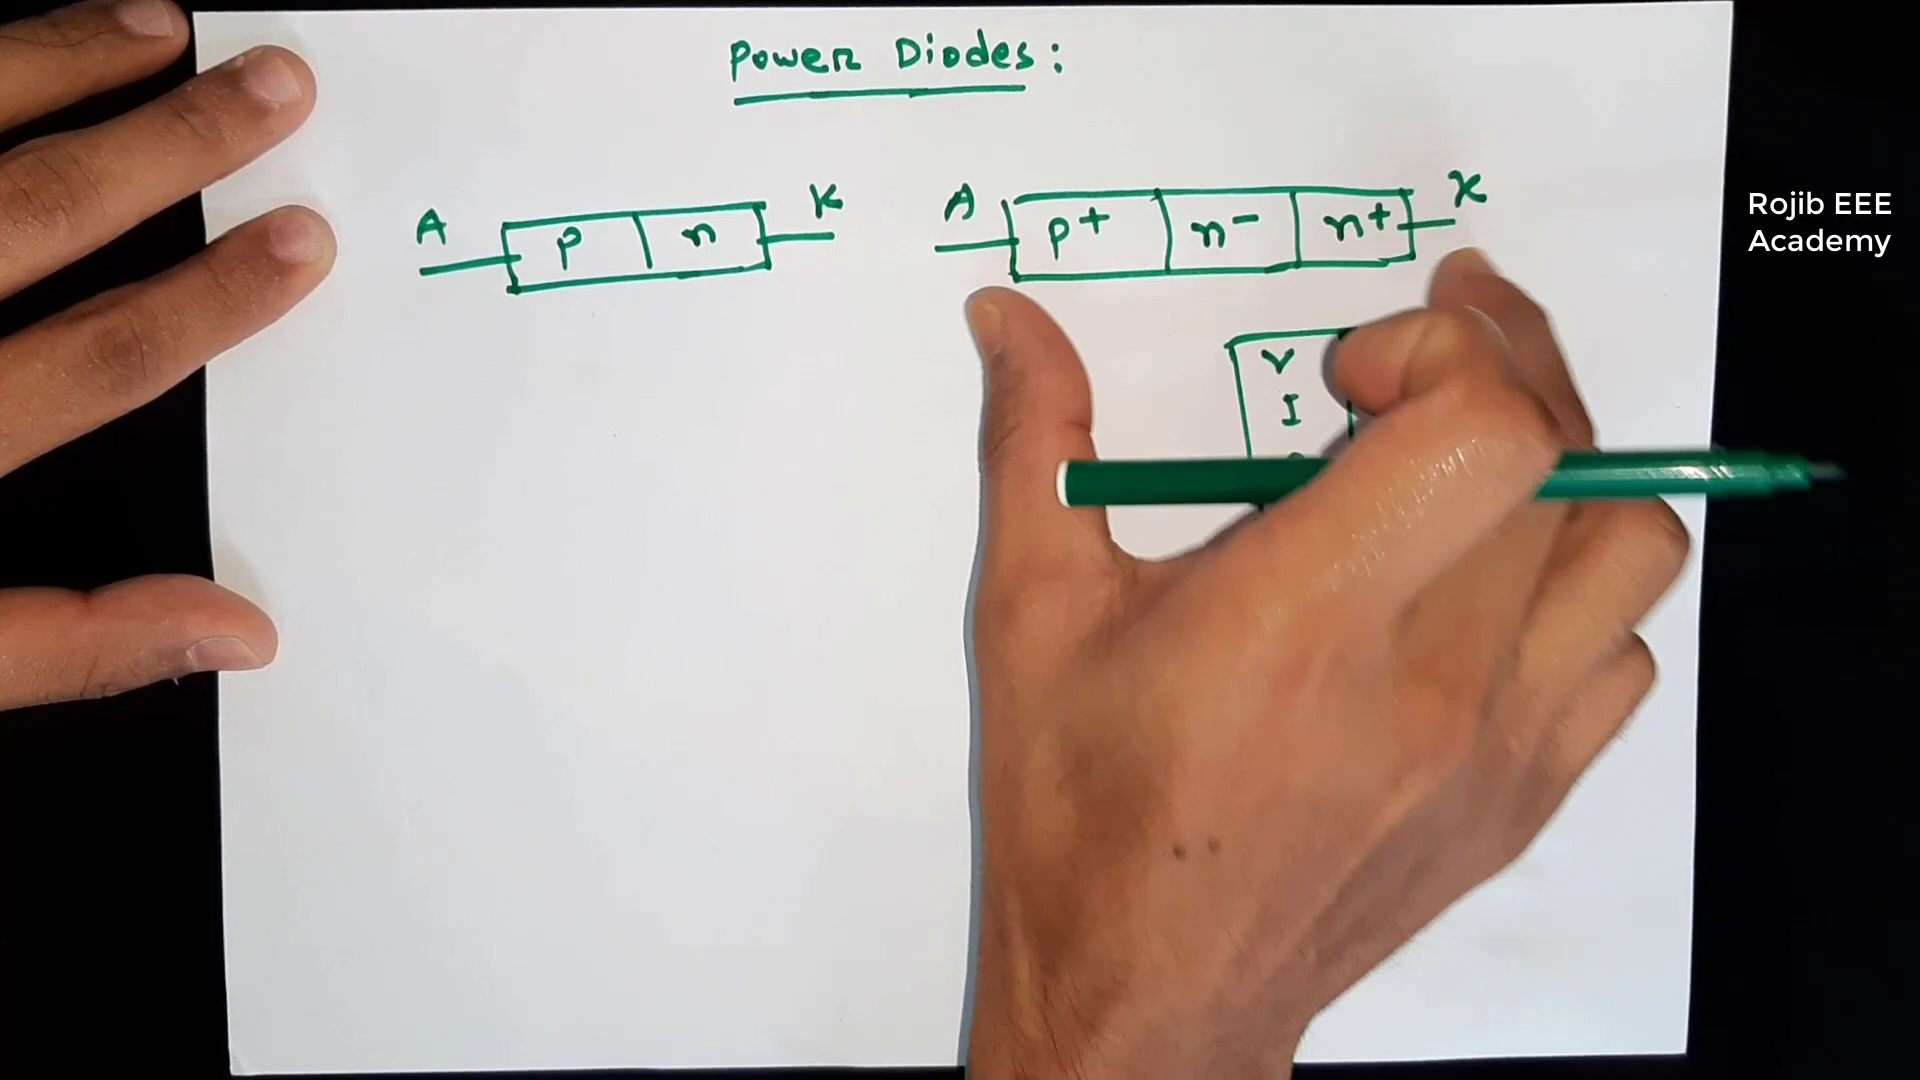 Power Diodes:
A p n K
A p+ n- n+ K
V
I
Rojib EEE
Academy